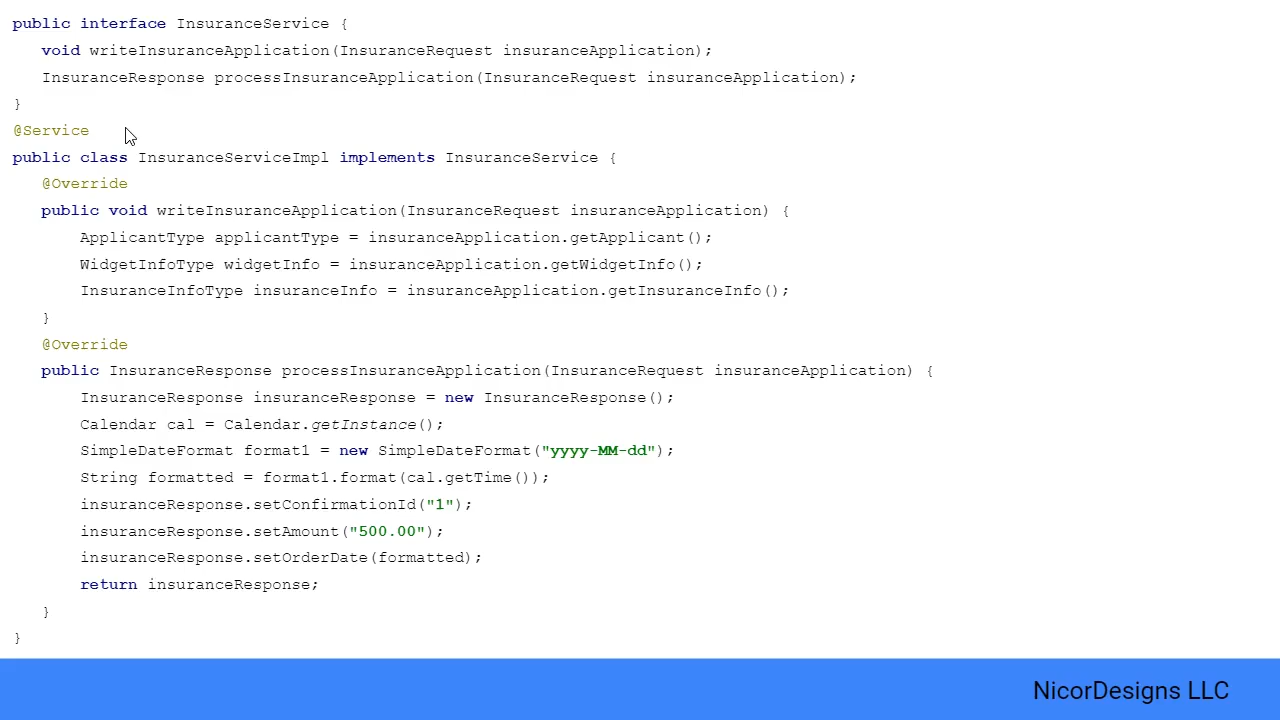 public interface InsuranceService {
void writeInsuranceApplication(InsuranceRequest insuranceApplication);
InsuranceResponse processInsuranceApplication(InsuranceRequest insuranceApplication);
}
@Service
public class InsuranceServiceImpl implements InsuranceService {
@Override
public void writeInsuranceApplication(InsuranceRequest insuranceApplication) {
ApplicantType applicantType = insuranceApplication.getApplicant();
WidgetInfoType widgetInfo = insuranceApplication.getWidgetInfo();
InsuranceInfoType insuranceInfo = insuranceApplication.getInsuranceInfo();
}
@Override
public InsuranceResponse processInsuranceApplication(InsuranceRequest insuranceApplication) {
InsuranceResponse insuranceResponse = new InsuranceResponse();
Calendar cal = Calendar.getInstance();
SimpleDateFormat format1 = new SimpleDateFormat("yyyy-MM-dd");
String formatted = format1.format(cal.getTime());
insuranceResponse.setConfirmationId("1");
insuranceResponse.setAmount("500.00");
insuranceResponse.setOrderDate(formatted);
return insuranceResponse;
}
}
NicorDesigns LLC